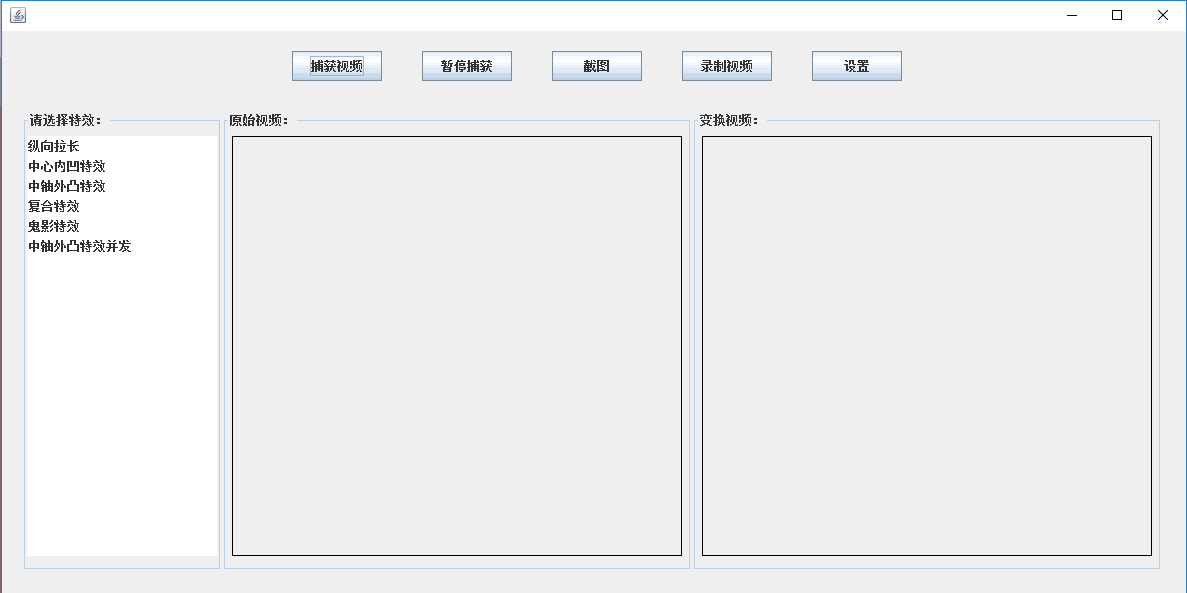 捕获视频 暂停捕获 截图 录制视频 设置
请选择特效： 原始视频： 变换视频：
纵向拉长
中心内凹特效
中轴外凸特效
复合特效
鬼影特效
中轴外凸特效并发